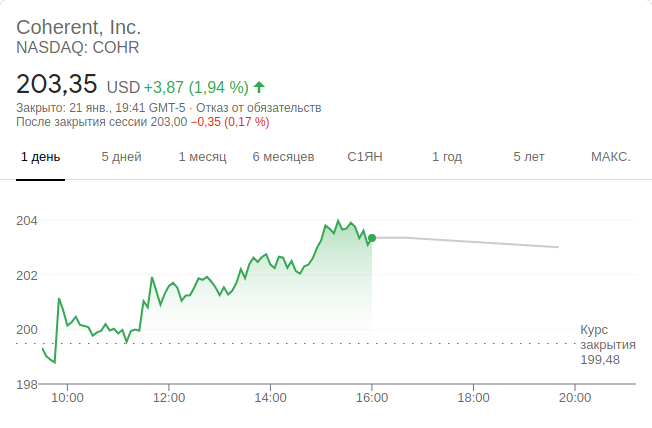 Coherent, Inc.
NASDAQ: COHR
203,35 USD +3,87 (1,94 %)
Закрыто: 21 янв., 19:41 GMT-5 · Отказ от обязательств
После закрытия сессии 203,00 −0,35 (0,17 %)
1 день 5 дней 1 месяц 6 месяцев С1ЯН 1 год 5 лет МАКС.
204
202
200
198
Курс
закрытия
199,48
10:00 12:00 14:00 16:00 18:00 20:00